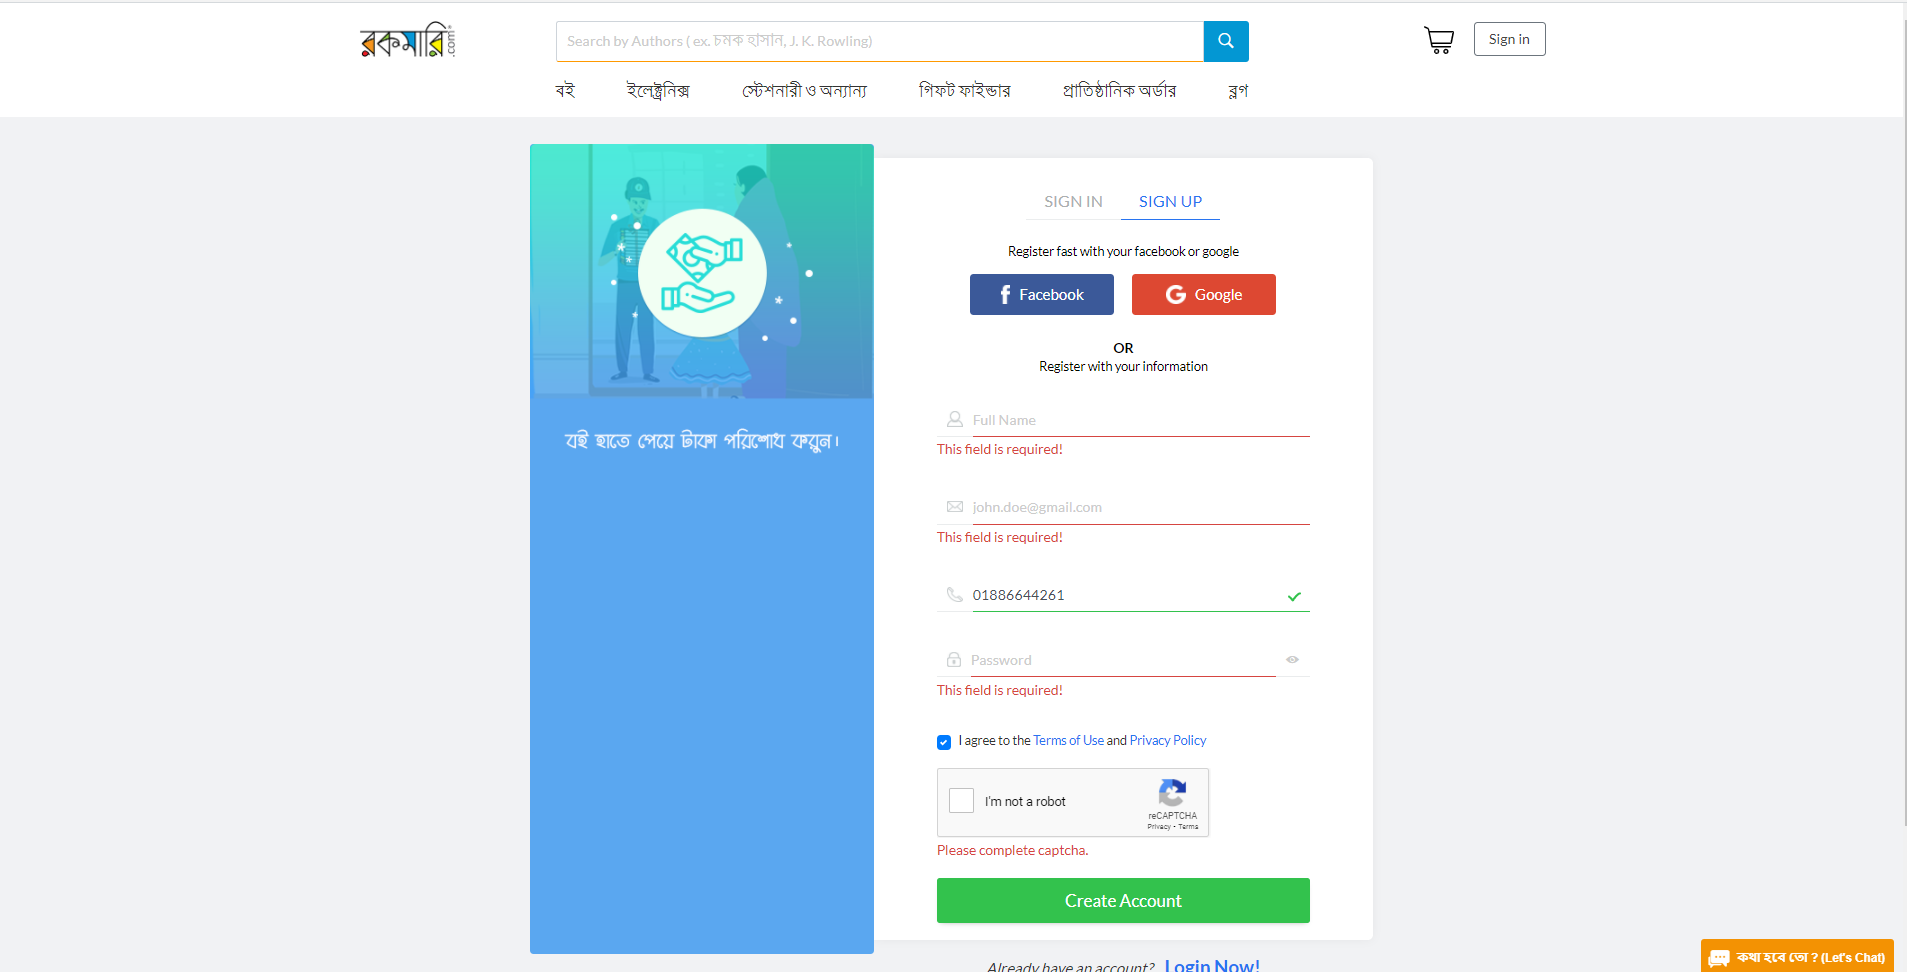 রকমারি.com
Search by Authors ( ex. চমক হাসান, J. K. Rowling)
Sign in
বই ইলেক্ট্রনিক্স স্টেশনারী ও অন্যান্য গিফট ফাইন্ডার প্রাতিষ্ঠানিক অর্ডার ব্লগ
বই হাতে পেয়ে টাকা পরিশোধ করুন।
SIGN IN SIGN UP
Register fast with your facebook or google
Facebook Google
OR
Register with your information
Full Name
This field is required!
john.doe@gmail.com
This field is required!
01886644261
Password
This field is required!
I agree to the Terms of Use and Privacy Policy
I'm not a robot
reCAPTCHA
Privacy - Terms
Please complete captcha.
Create Account
Already have an account? Login Now!
কথা হবে তো ? (Let's Chat)